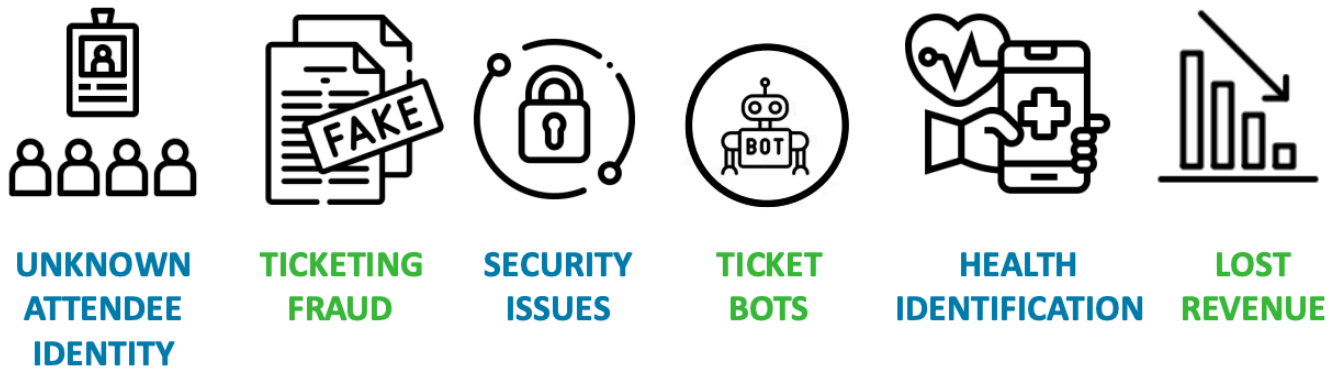 FAKE
BOT
UNKNOWN
ATTENDEE
IDENTITY
TICKETING
FRAUD
SECURITY
ISSUES
TICKET
BOTS
HEALTH
IDENTIFICATION
LOST
REVENUE